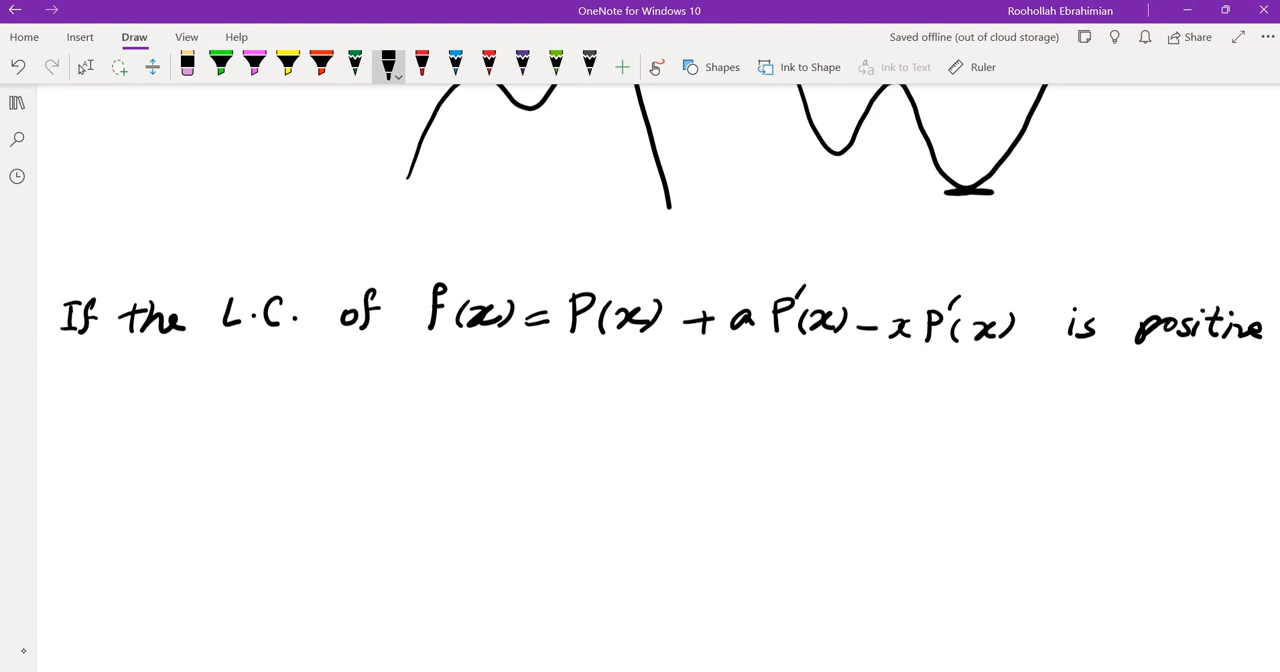 OneNote for Windows 10
Roohollah Ebrahimian
Home Insert Draw View Help
Saved offline (out of cloud storage)
Share
Shapes
Ink to Shape
Ink to Text
Ruler
If the L.C. of f(x) = P(x) + a P'(x) - x P'(x) is positive